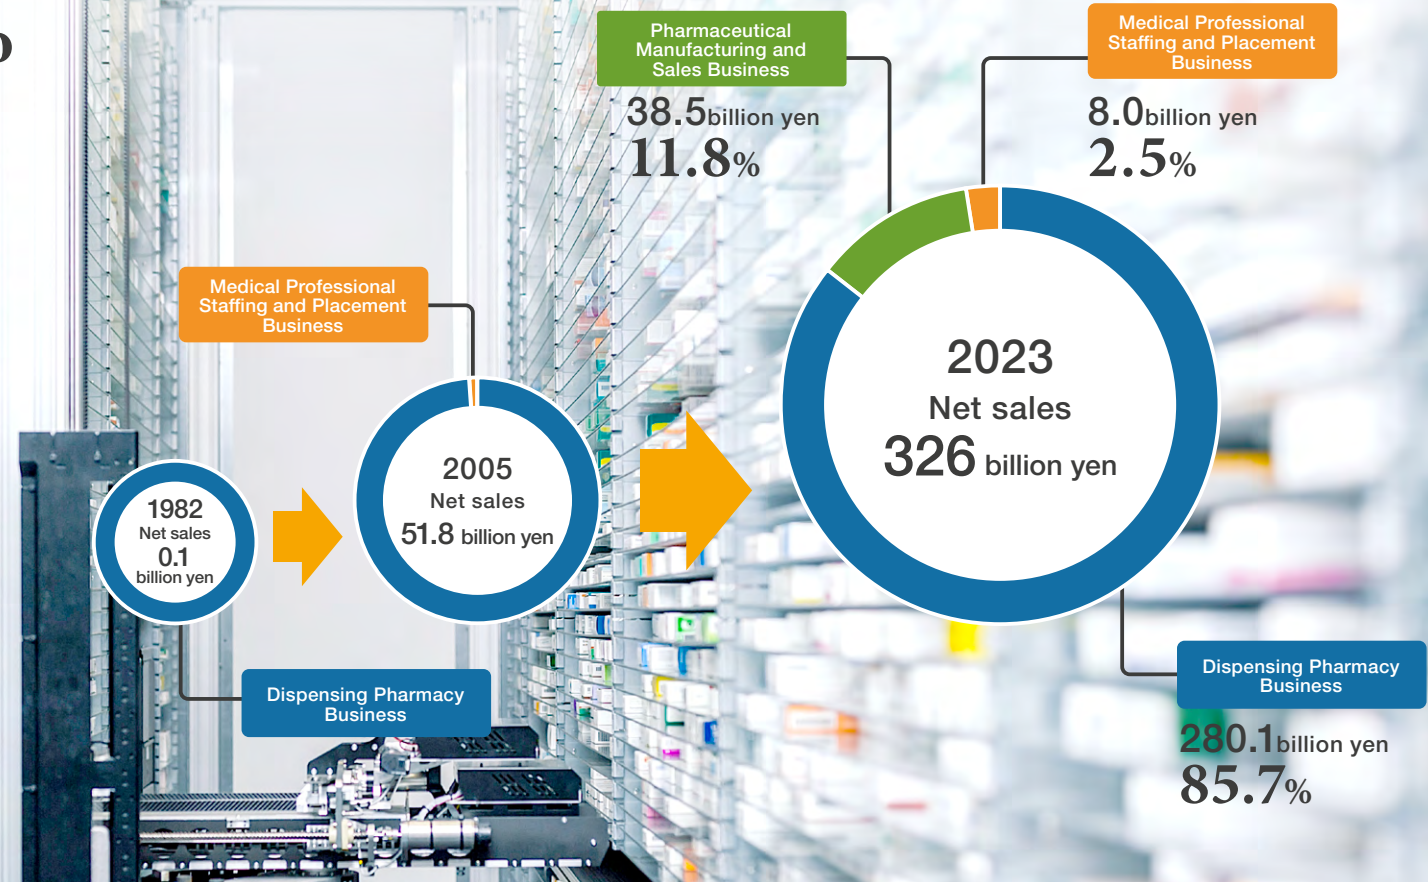 Pharmaceutical
Manufacturing and
Sales Business
38.5billion yen
11.8%
Medical Professional
Staffing and Placement
Business
8.0billion yen
2.5%
Medical Professional
Staffing and Placement
Business
1982
Net sales
0.1
billion yen
2005
Net sales
51.8 billion yen
2023
Net sales
326 billion yen
Dispensing Pharmacy
Business
Dispensing Pharmacy
Business
280.1billion yen
85.7%